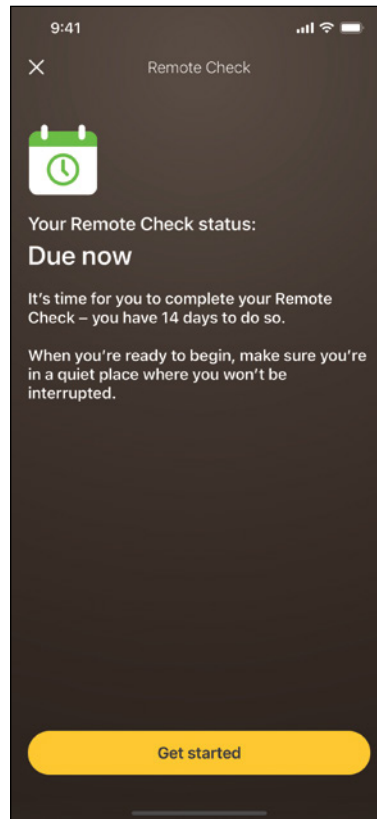 9:41
Remote Check
Your Remote Check status:
Due now
It's time for you to complete your Remote
Check – you have 14 days to do so.
When you're ready to begin, make sure you're
in a quiet place where you won't be
interrupted.
Get started